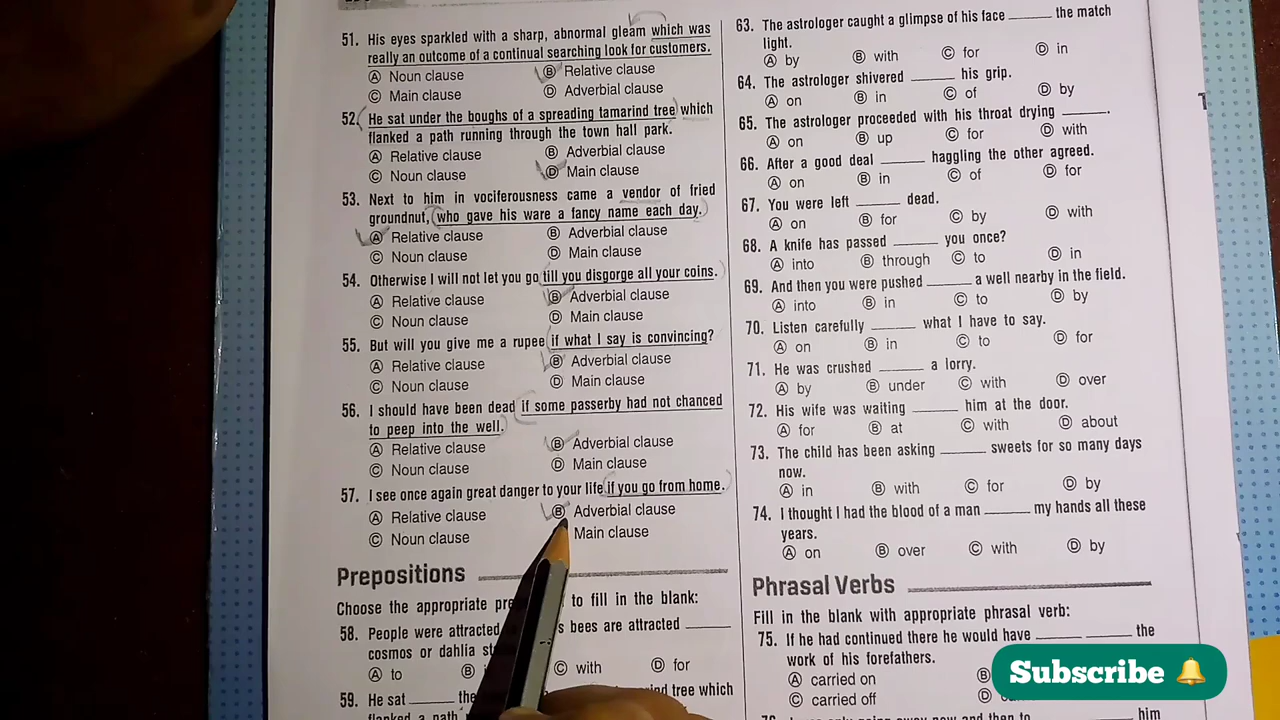 51. His eyes sparkled with a sharp, abnormal gleam which was
really an outcome of a continual searching look for customers.
Ⓐ Noun clause Ⓑ Relative clause
Ⓒ Main clause Ⓓ Adverbial clause
52. He sat under the boughs of a spreading tamarind tree which
flanked a path running through the town hall park.
Ⓐ Relative clause Ⓑ Adverbial clause
Ⓒ Noun clause Ⓓ Main clause
53. Next to him in vociferousness came a vendor of fried
groundnut, who gave his ware a fancy name each day.
Ⓐ Relative clause Ⓑ Adverbial clause
Ⓒ Noun clause Ⓓ Main clause
54. Otherwise I will not let you go till you disgorge all your coins.
Ⓐ Relative clause Ⓑ Adverbial clause
Ⓒ Noun clause Ⓓ Main clause
55. But will you give me a rupee if what I say is convincing?
Ⓐ Relative clause Ⓑ Adverbial clause
Ⓒ Noun clause Ⓓ Main clause
56. I should have been dead if some passerby had not chanced
to peep into the well.
Ⓐ Relative clause Ⓑ Adverbial clause
Ⓒ Noun clause Ⓓ Main clause
57. I see once again great danger to your life if you go from home.
Ⓐ Relative clause Ⓑ Adverbial clause
Ⓒ Noun clause Main clause
Prepositions
Choose the appropriate to fill in the blank:
58. People were attracted bees are attracted ______
cosmos or dahlia
Ⓐ to Ⓑ Ⓒ with Ⓓ for
59. He sat ____ tree which
flanked a path
63. The astrologer caught a glimpse of his face _____ the match
light.
Ⓐ by Ⓑ with Ⓒ for Ⓓ in
64. The astrologer shivered _____ his grip.
Ⓐ on Ⓑ in Ⓒ of Ⓓ by
65. The astrologer proceeded with his throat drying _____.
Ⓐ on Ⓑ up Ⓒ for Ⓓ with
66. After a good deal _____ haggling the other agreed.
Ⓐ on Ⓑ in Ⓒ of Ⓓ for
67. You were left _____ dead.
Ⓐ on Ⓑ for Ⓒ by Ⓓ with
68. A knife has passed _____ you once?
Ⓐ into Ⓑ through Ⓒ to Ⓓ in
69. And then you were pushed _____ a well nearby in the field.
Ⓐ into Ⓑ in Ⓒ to Ⓓ by
70. Listen carefully _____ what I have to say.
Ⓐ on Ⓑ in Ⓒ to Ⓓ for
71. He was crushed _____ a lorry.
Ⓐ by Ⓑ under Ⓒ with Ⓓ over
72. His wife was waiting _____ him at the door.
Ⓐ for Ⓑ at Ⓒ with Ⓓ about
73. The child has been asking _____ sweets for so many days
now.
Ⓐ in Ⓑ with Ⓒ for Ⓓ by
74. I thought I had the blood of a man _____ my hands all these
years.
Ⓐ on Ⓑ over Ⓒ with Ⓓ by
Phrasal Verbs
Fill in the blank with appropriate phrasal verb:
75. If he had continued there he would have _____ _____ the
work of his forefathers.
Ⓐ carried on Ⓑ
Ⓒ carried off Ⓓ
him
Subscribe